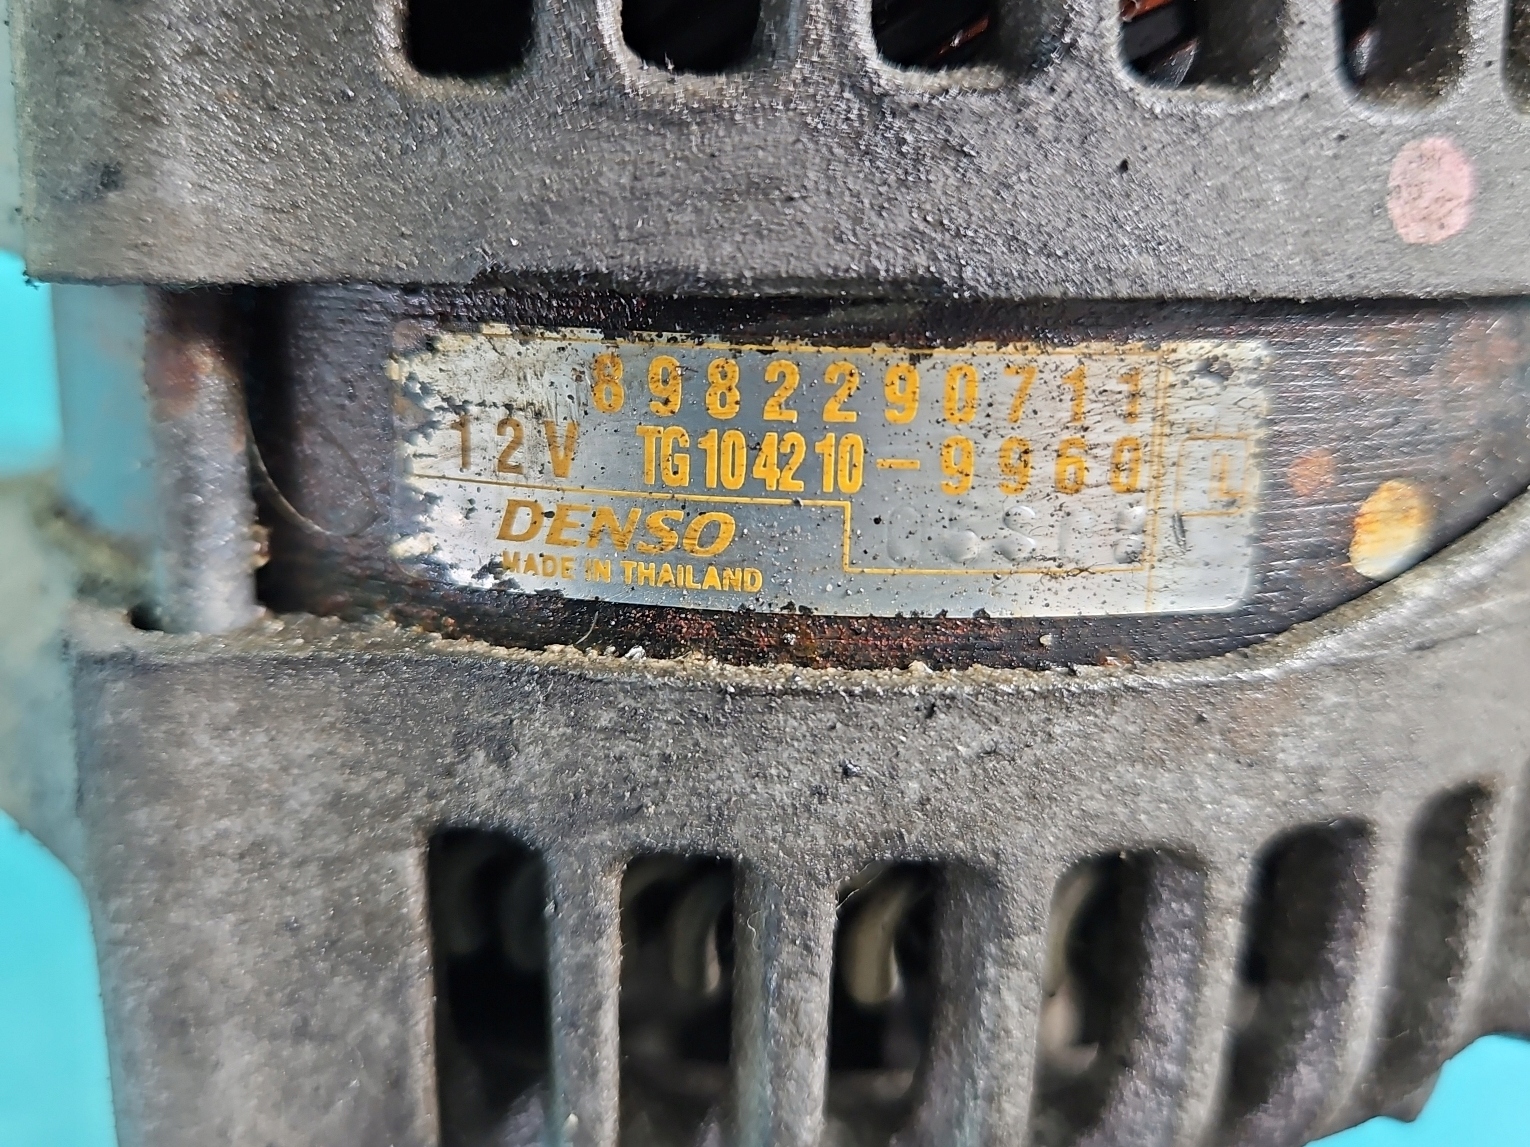 8982290711
12V TG104210-9960
DENSO
MADE IN THAILAND